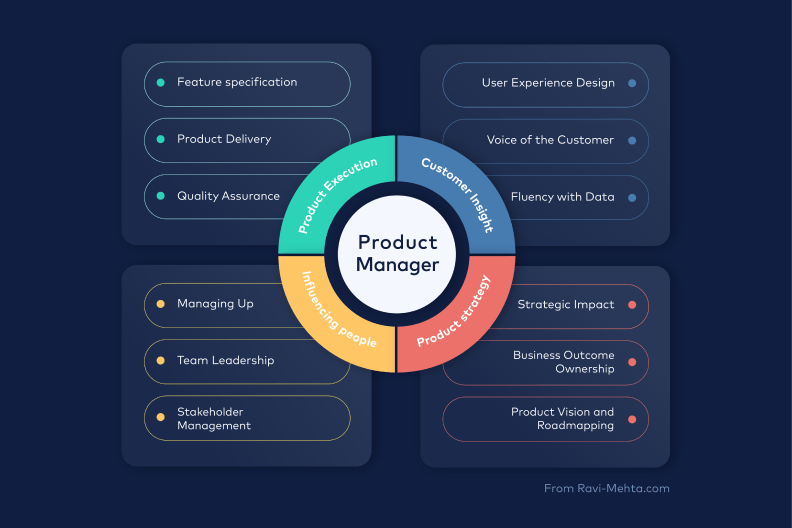 Feature specification
Product Delivery
Quality Assurance
User Experience Design
Voice of the Customer
Fluency with Data
Product Execution
Customer Insight
Product
Manager
Influencing people
Product strategy
Managing Up
Team Leadership
Stakeholder
Management
Strategic Impact
Business Outcome
Ownership
Product Vision and
Roadmapping
From Ravi-Mehta.com